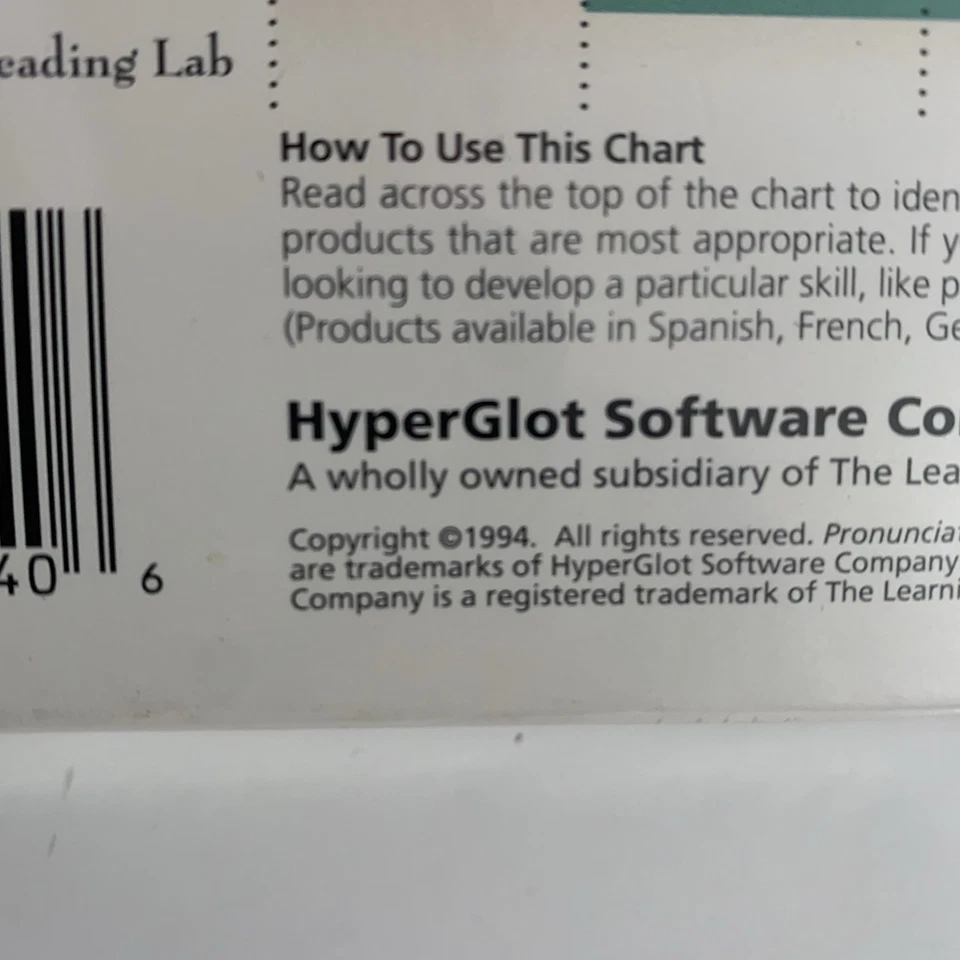 eading Lab
How To Use This Chart
Read across the top of the chart to iden
products that are most appropriate. If y
looking to develop a particular skill, like p
(Products available in Spanish, French, Ge
HyperGlot Software Co
A wholly owned subsidiary of The Lea
Copyright ©1994. All rights reserved. Pronuncia
are trademarks of HyperGlot Software Company
Company is a registered trademark of The Learni
40 6